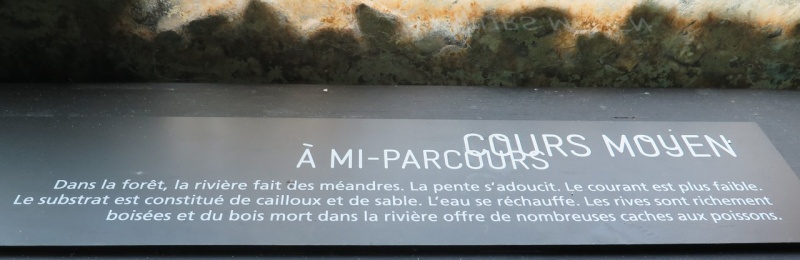 COURS MOYEN
À MI-PARCOURS
Dans la forêt, la rivière fait des méandres. La pente s'adoucit. Le courant est plus faible.
Le substrat est constitué de cailloux et de sable. L'eau se réchauffe. Les rives sont richement
boisées et du bois mort dans la rivière offre de nombreuses caches aux poissons.